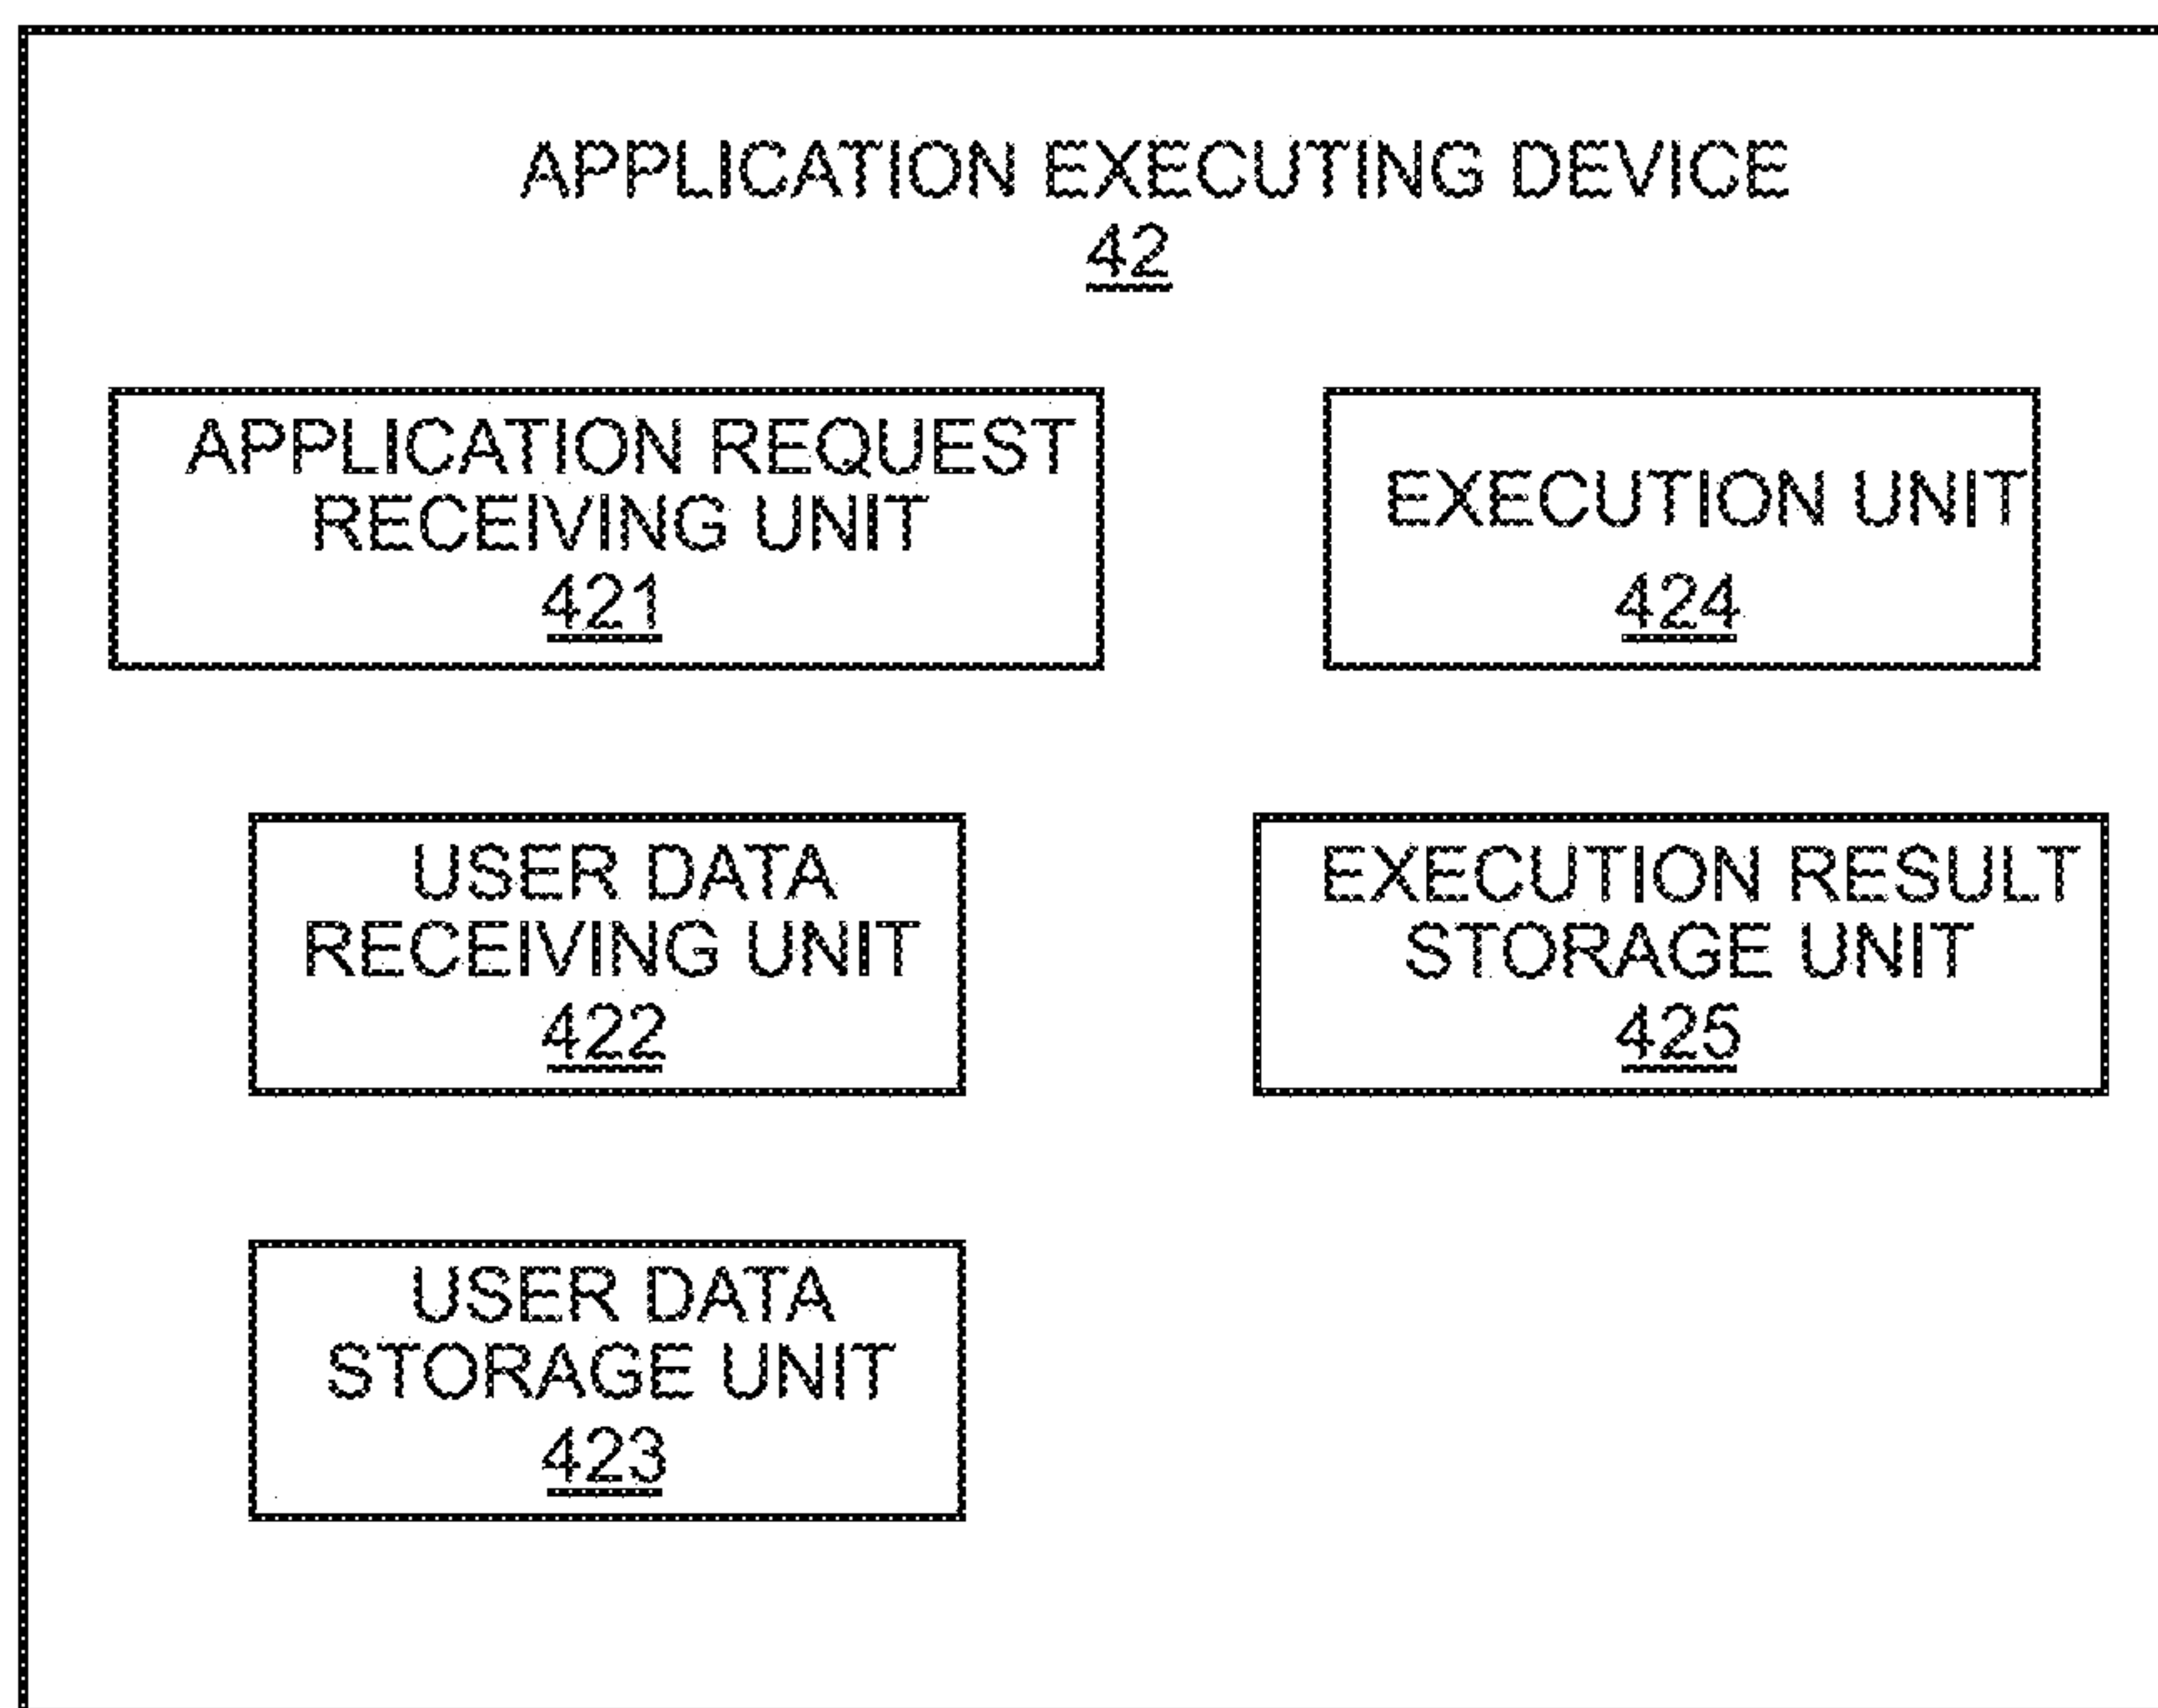 APPLICATION EXECUTING DEVICE
42
APPLICATION REQUEST
RECEIVING UNIT
421
EXECUTION UNIT
424
USER DATA
RECEIVING UNIT
422
EXECUTION RESULT
STORAGE UNIT
425
USER DATA
STORAGE UNIT
423